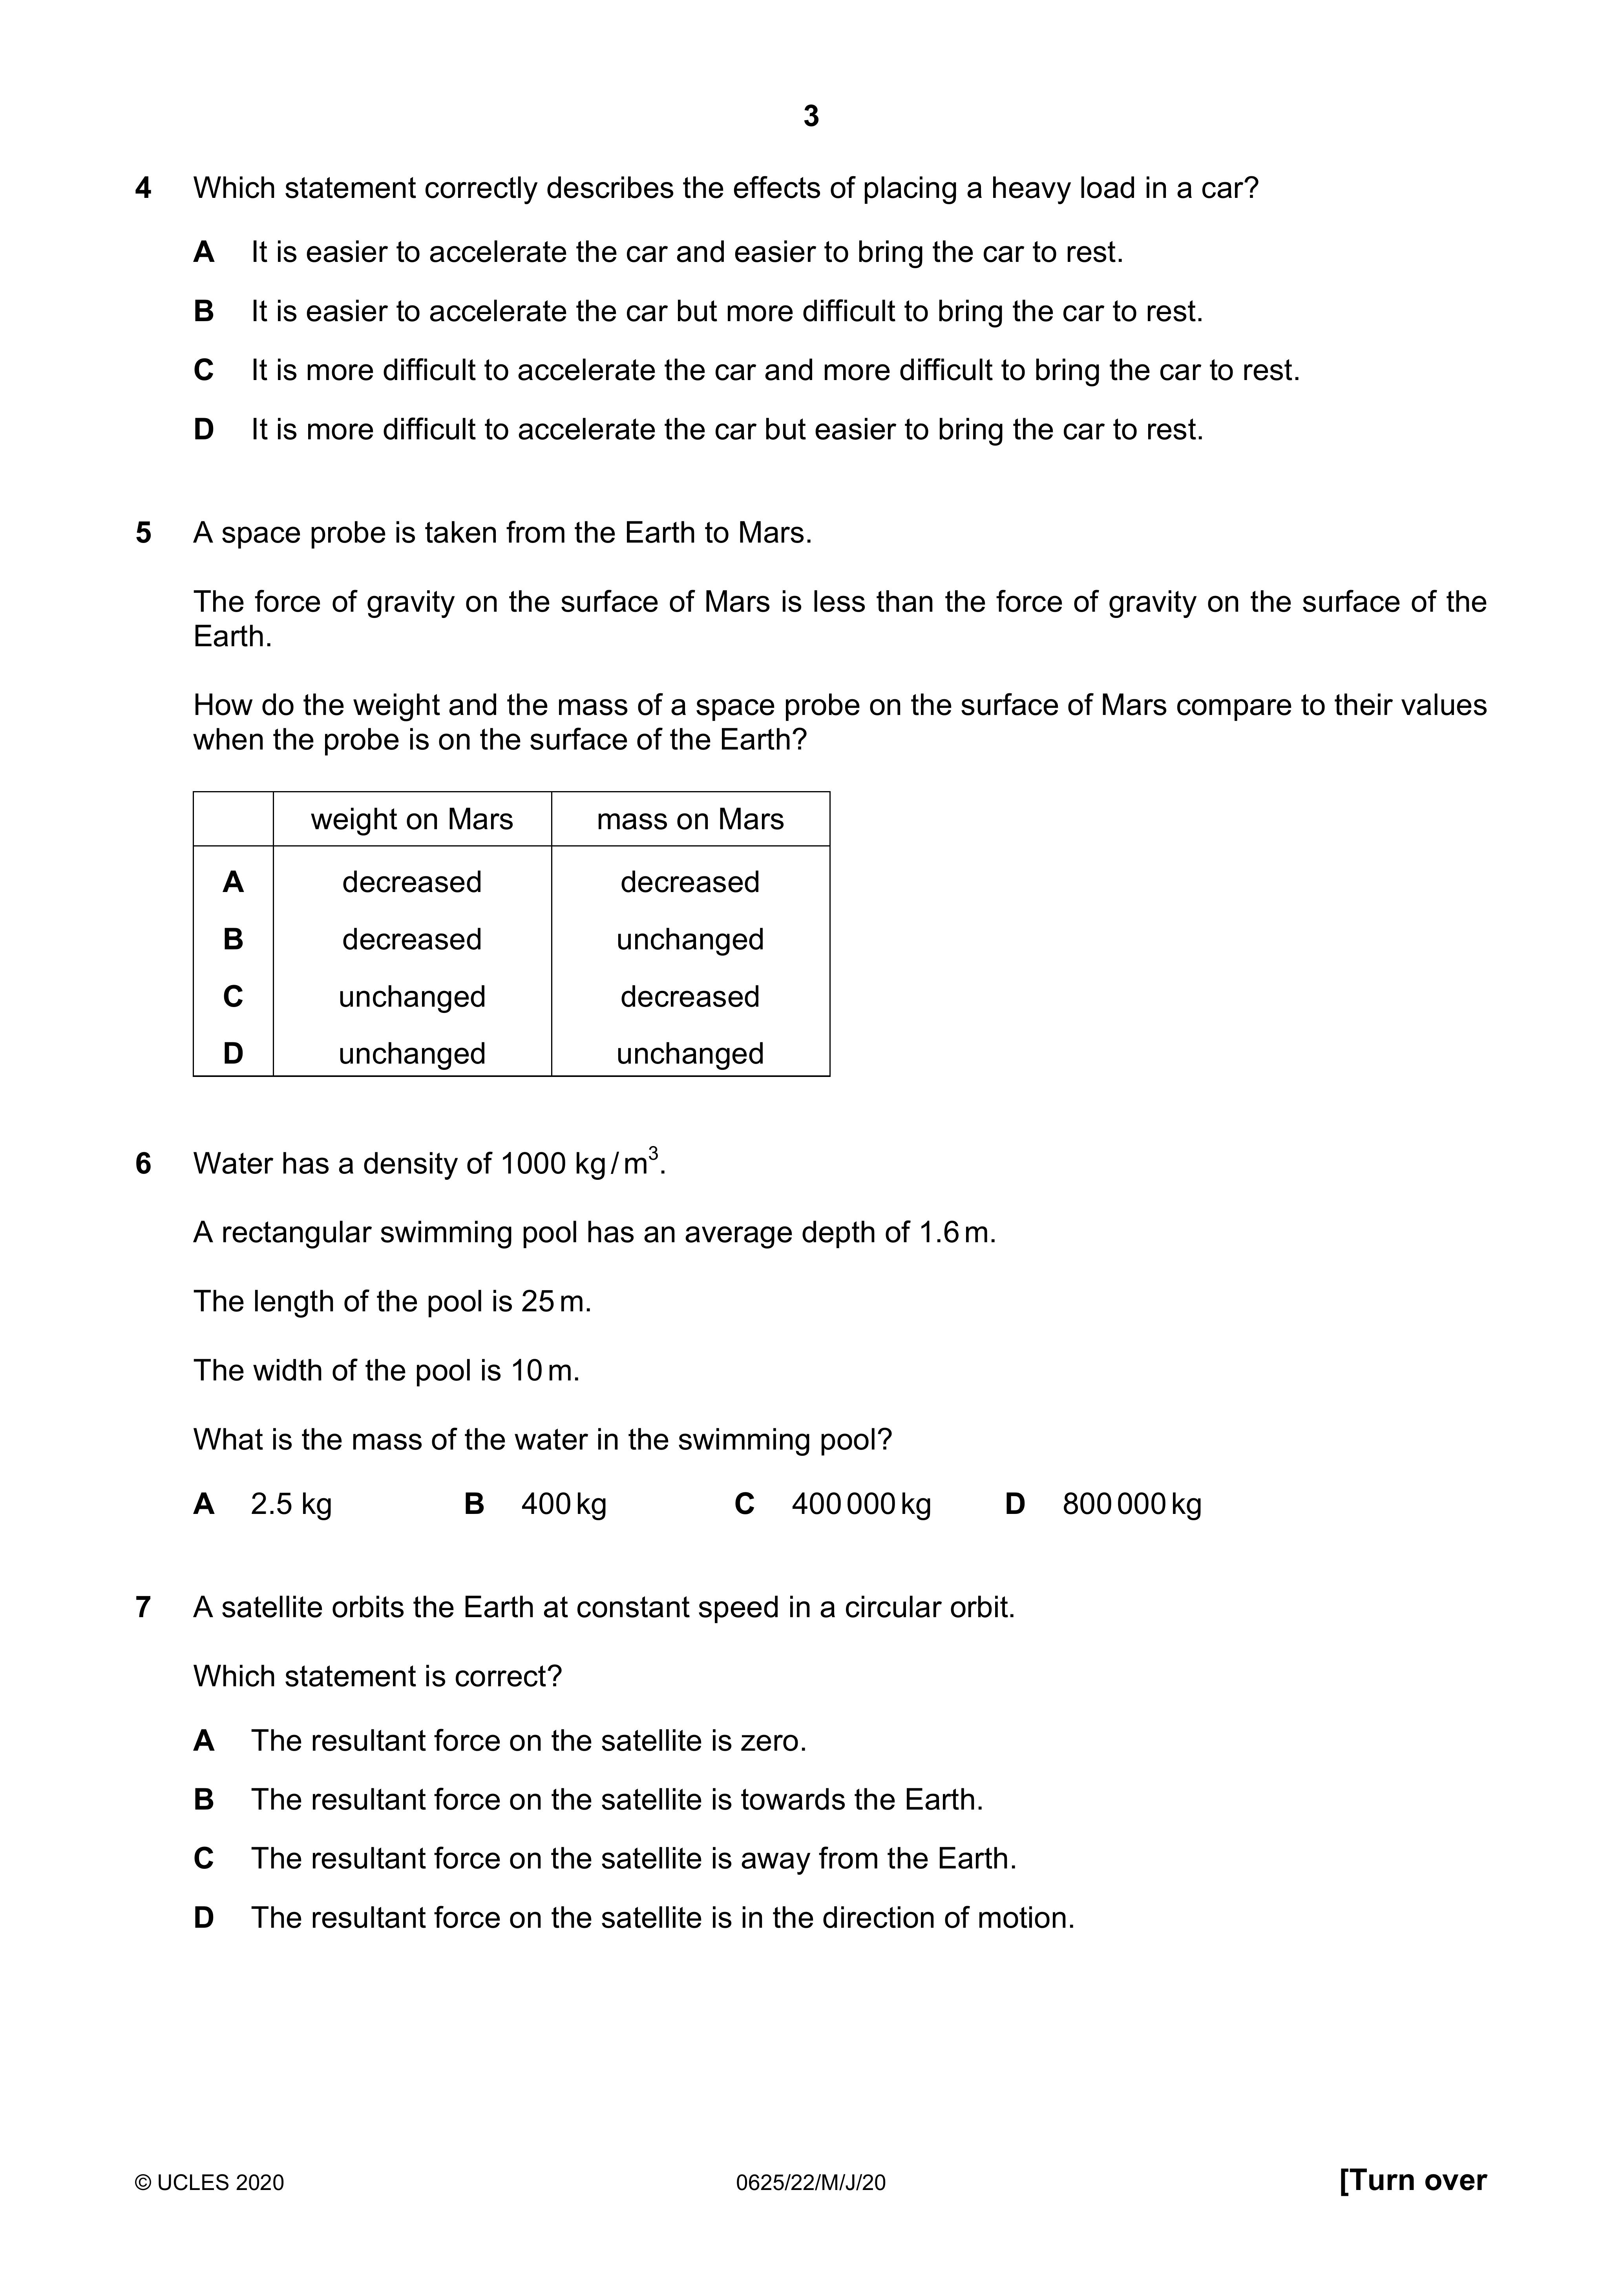 3
4 Which statement correctly describes the effects of placing a heavy load in a car?
A It is easier to accelerate the car and easier to bring the car to rest.
B It is easier to accelerate the car but more difficult to bring the car to rest.
C It is more difficult to accelerate the car and more difficult to bring the car to rest.
D It is more difficult to accelerate the car but easier to bring the car to rest.
5 A space probe is taken from the Earth to Mars.
The force of gravity on the surface of Mars is less than the force of gravity on the surface of the
Earth.
How do the weight and the mass of a space probe on the surface of Mars compare to their values
when the probe is on the surface of the Earth?
weight on Mars mass on Mars
A decreased decreased
B decreased unchanged
C unchanged decreased
D unchanged unchanged
6 Water has a density of 1000 kg/m³.
A rectangular swimming pool has an average depth of 1.6 m.
The length of the pool is 25 m.
The width of the pool is 10 m.
What is the mass of the water in the swimming pool?
A 2.5 kg B 400 kg C 400 000 kg D 800 000 kg
7 A satellite orbits the Earth at constant speed in a circular orbit.
Which statement is correct?
A The resultant force on the satellite is zero.
B The resultant force on the satellite is towards the Earth.
C The resultant force on the satellite is away from the Earth.
D The resultant force on the satellite is in the direction of motion.
© UCLES 2020 0625/22/M/J/20 [Turn over